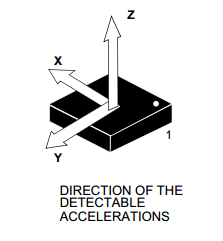 Z
X
Y
1
DIRECTION OF THE
DETECTABLE
ACCELERATIONS